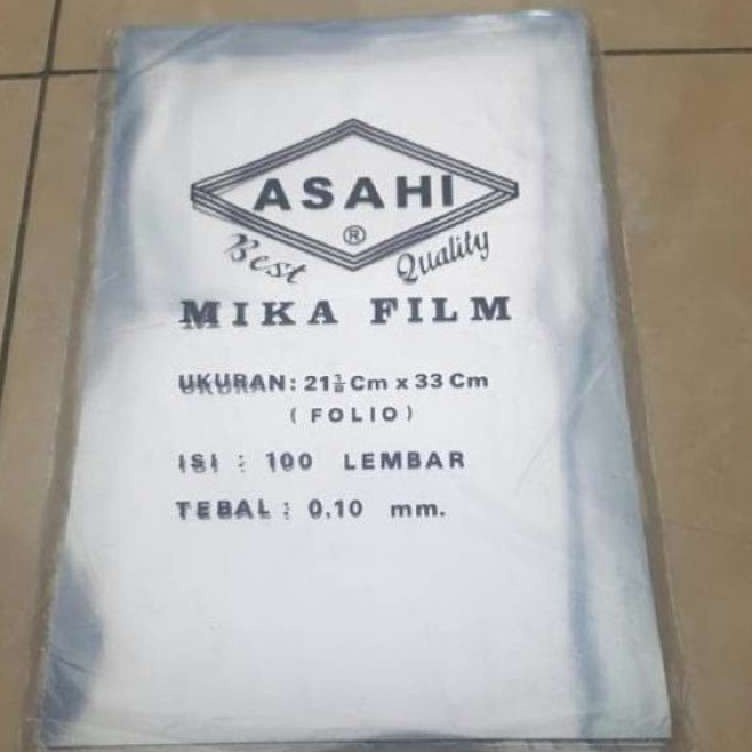 ASAHI
®
Best Quality
MIKA FILM
UKURAN: 21½ Cm x 33 Cm
( FOLIO )
ISI : 100 LEMBAR
TEBAL : 0,10 mm.